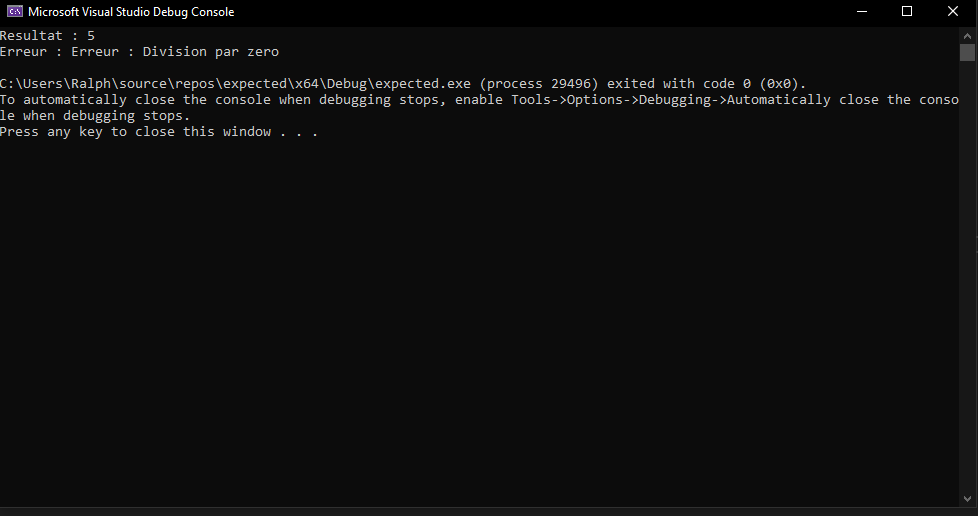 Microsoft Visual Studio Debug Console
Resultat : 5
Erreur : Erreur : Division par zero
C:\Users\Ralph\source\repos\expected\x64\Debug\expected.exe (process 29496) exited with code 0 (0x0).
To automatically close the console when debugging stops, enable Tools->Options->Debugging->Automatically close the conso
le when debugging stops.
Press any key to close this window . . .